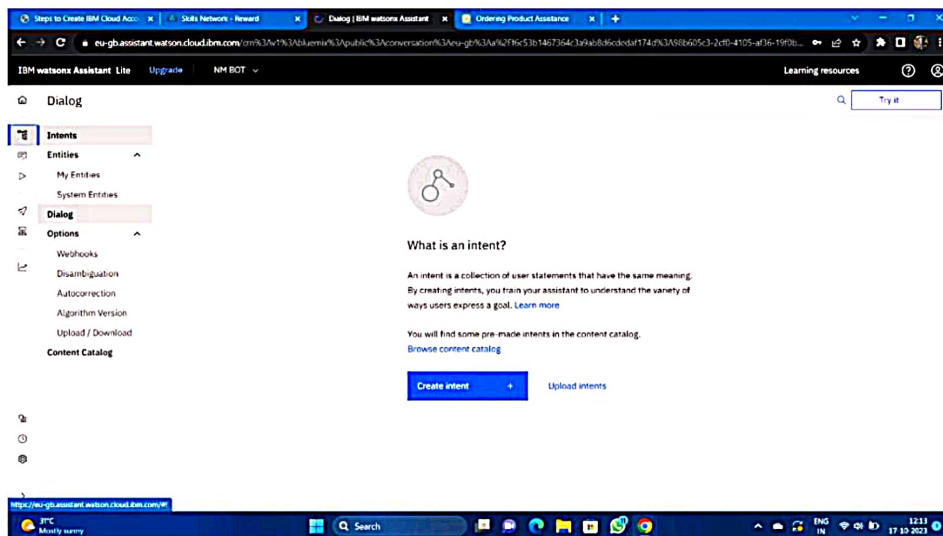 Steps to Create IBM Cloud Acco
Skills Network - Reward
Dialog | IBM watsonx Assistant
Ordering Product Assistance
IBM watsonx Assistant Lite
Upgrade
NM BOT
Learning resources
Dialog
Try it
Intents
Entities
My Entities
System Entities
Dialog
Options
Webhooks
Disambiguation
Autocorrection
Algorithm Version
Upload / Download
Content Catalog
What is an intent?
An intent is a collection of user statements that have the same meaning.
By creating intents, you train your assistant to understand the variety of
ways users express a goal. Learn more
You will find some pre-made intents in the content catalog.
Browse content catalog
Create intent +
Upload intents
https://eu-gb.assistant.watson.cloud.ibm.com/#
31°C
Mostly sunny
Search
ENG
IN
12:13
17-10-2023